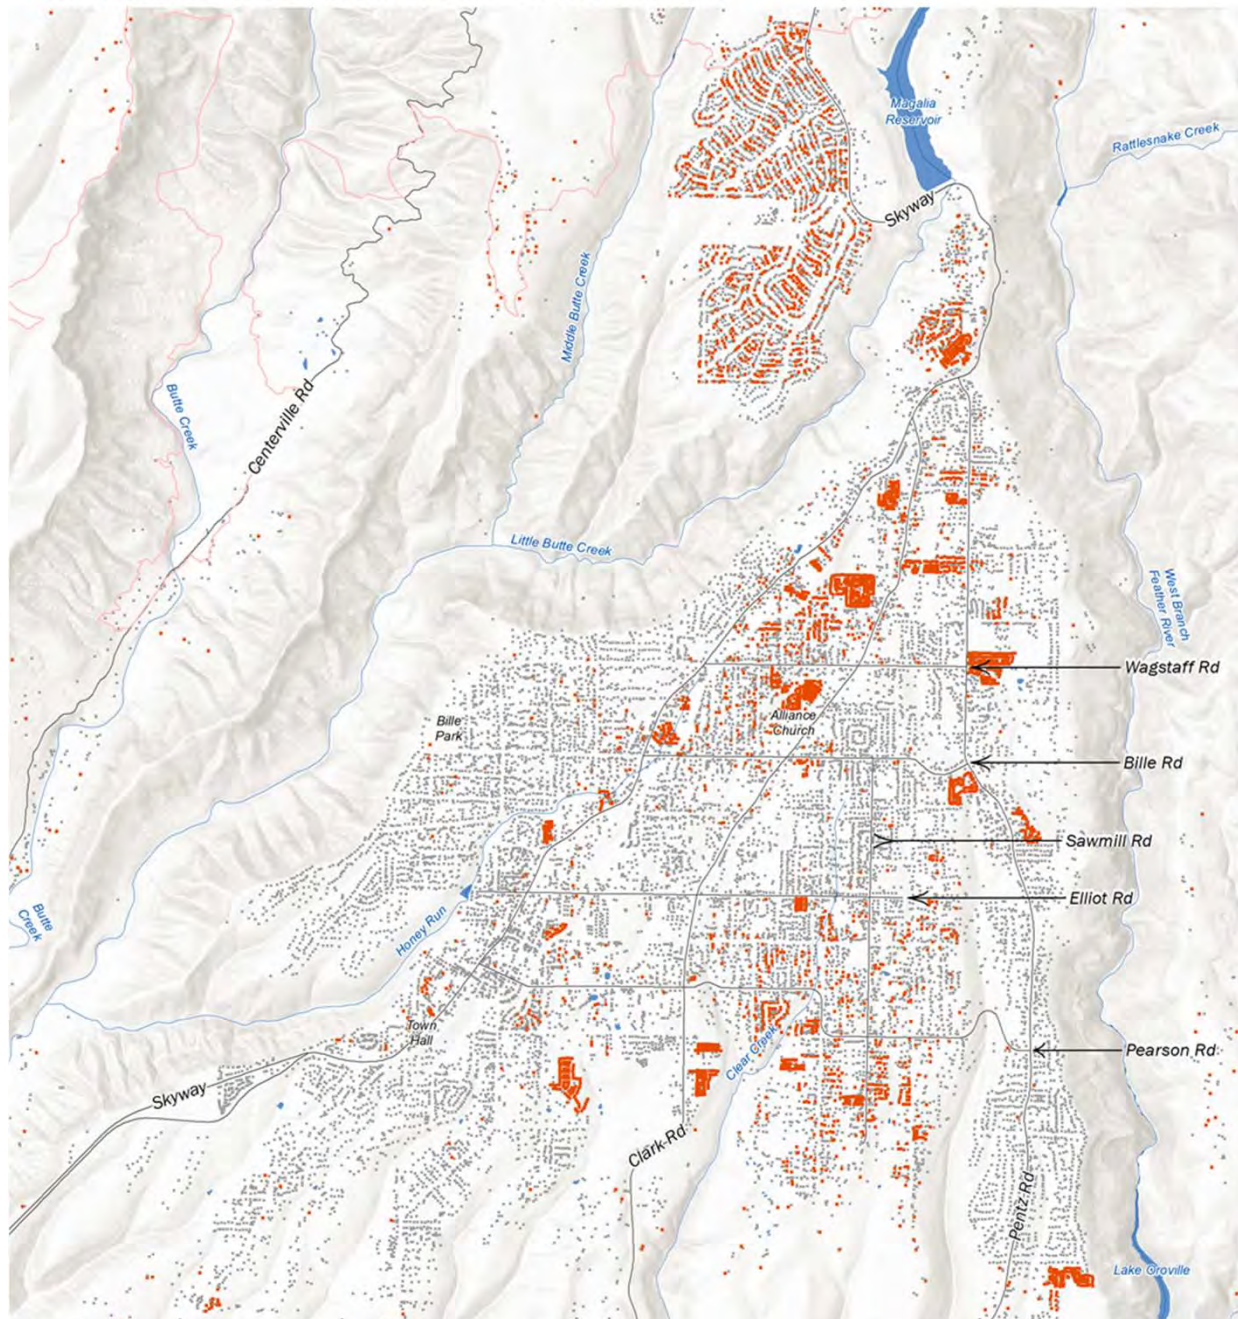 Magalia
Reservoir
Rattlesnake Creek
Skyway
Middle Butte Creek
Butte Creek
Centerville Rd
Little Butte Creek
West Branch
Feather River
Wagstaff Rd
Alliance
Church
Bille
Park
Bille Rd
Sawmill Rd
Elliot Rd
Butte
Creek
Honey Run
Town
Hall
Pearson Rd
Clear Creek
Skyway
Clark Rd
Pentz Rd
Lake Oroville